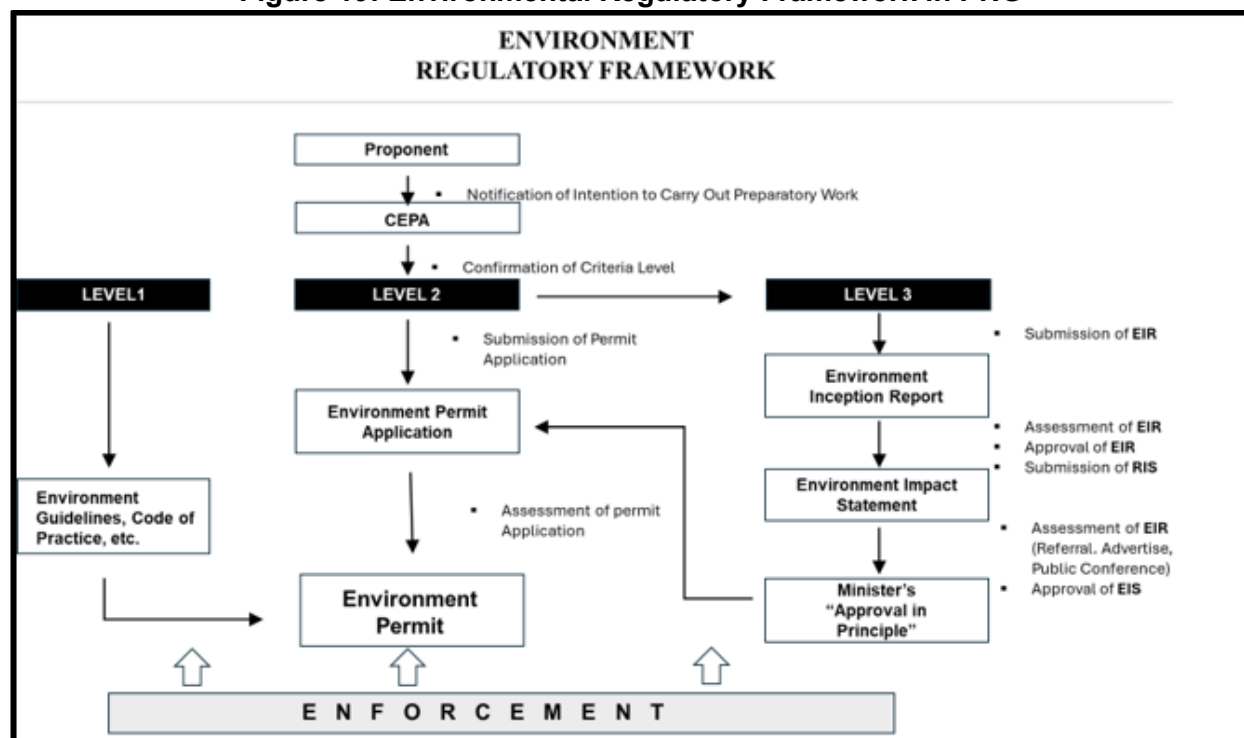 ENVIRONMENT
REGULATORY FRAMEWORK
Proponent
▪ Notification of Intention to Carry Out Preparatory Work
CEPA
▪ Confirmation of Criteria Level
LEVEL1
LEVEL 2
LEVEL 3
▪ Submission of Permit
Application
▪ Submission of EIR
Environment
Inception Report
Environment Permit
Application
▪ Assessment of EIR
▪ Approval of EIR
▪ Submission of RIS
Environment
Guidelines, Code of
Practice, etc.
Environment Impact
Statement
▪ Assessment of permit
Application
▪ Assessment of EIR
(Referral. Advertise,
Public Conference)
▪ Approval of EIS
Environment
Permit
Minister's
“Approval in
Principle”
E N F O R C E M E N T